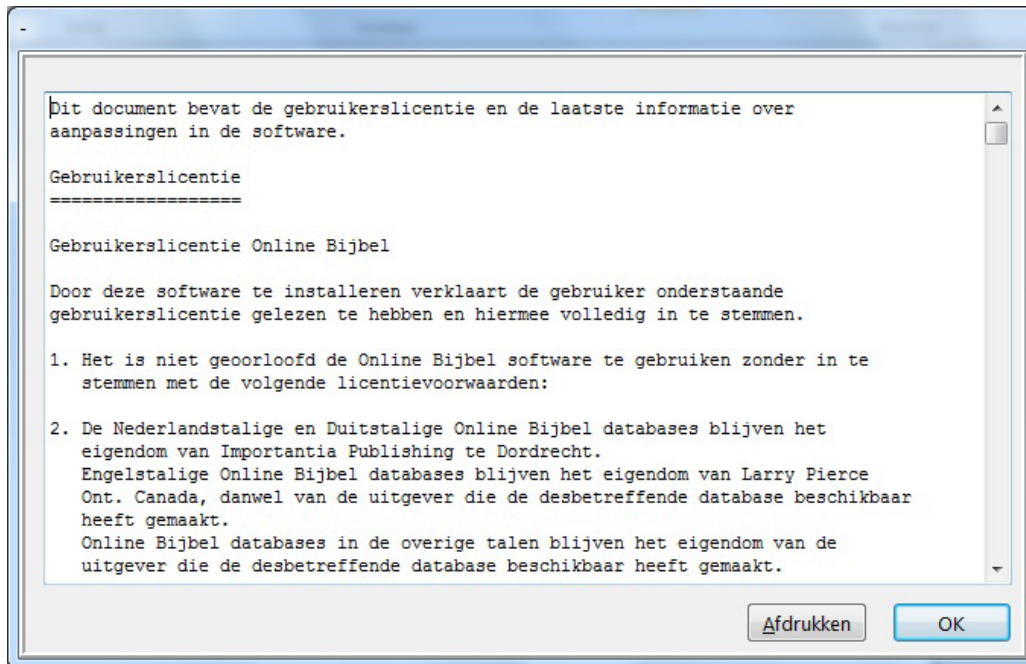 Dit document bevat de gebruikerslicentie en de laatste informatie over
aanpassingen in de software.
Gebruikerslicentie
==================
Gebruikerslicentie Online Bijbel
Door deze software te installeren verklaart de gebruiker onderstaande
gebruikerslicentie gelezen te hebben en hiermee volledig in te stemmen.
1. Het is niet geoorloofd de Online Bijbel software te gebruiken zonder in te
stemmen met de volgende licentievoorwaarden:
2. De Nederlandstalige en Duitstalige Online Bijbel databases blijven het
eigendom van Importantia Publishing te Dordrecht.
Engelstalige Online Bijbel databases blijven het eigendom van Larry Pierce
Ont. Canada, danwel van de uitgever die de desbetreffende database beschikbaar
heeft gemaakt.
Online Bijbel databases in de overige talen blijven het eigendom van de
uitgever die de desbetreffende database beschikbaar heeft gemaakt.
Afdrukken
OK